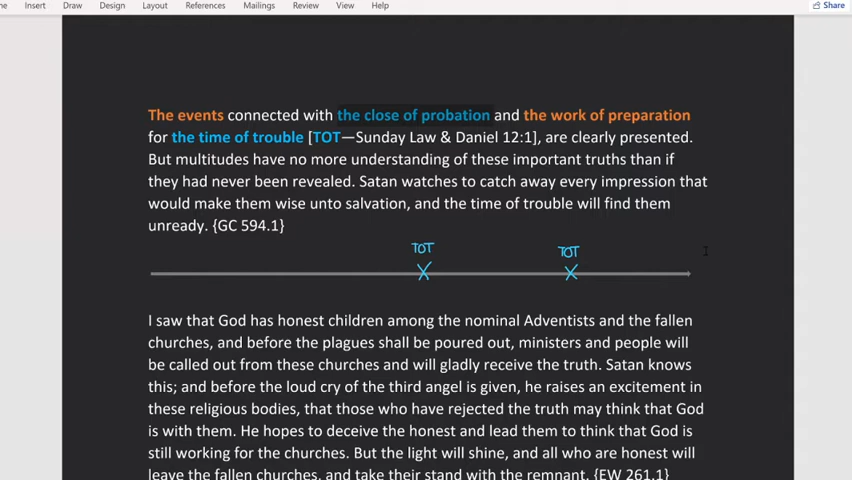 Insert Draw Design Layout References Mailings Review View Help Share
The events connected with the close of probation and the work of preparation
for the time of trouble [TOT—Sunday Law & Daniel 12:1], are clearly presented.
But multitudes have no more understanding of these important truths than if
they had never been revealed. Satan watches to catch away every impression that
would make them wise unto salvation, and the time of trouble will find them
unready. {GC 594.1}
TOT TOT
I saw that God has honest children among the nominal Adventists and the fallen
churches, and before the plagues shall be poured out, ministers and people will
be called out from these churches and will gladly receive the truth. Satan knows
this; and before the loud cry of the third angel is given, he raises an excitement in
these religious bodies, that those who have rejected the truth may think that God
is with them. He hopes to deceive the honest and lead them to think that God is
still working for the churches. But the light will shine, and all who are honest will
leave the fallen churches, and take their stand with the remnant. {EW 261.1}